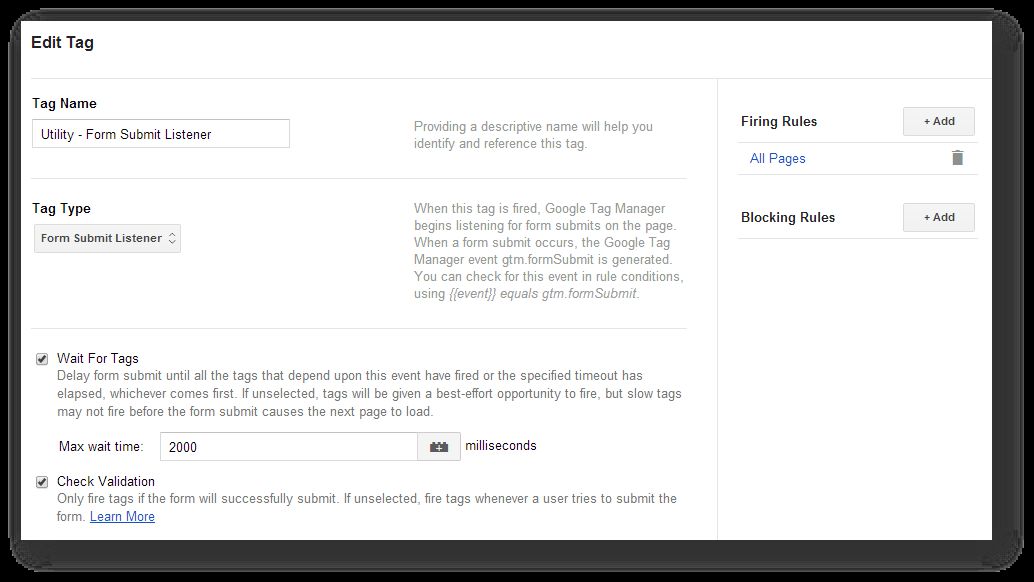 Edit Tag
Tag Name
Utility - Form Submit Listener
Providing a descriptive name will help you
identify and reference this tag.
Tag Type
Form Submit Listener
When this tag is fired, Google Tag Manager
begins listening for form submits on the page.
When a form submit occurs, the Google Tag
Manager event gtm.formSubmit is generated.
You can check for this event in rule conditions,
using {{event}} equals gtm.formSubmit.
Wait For Tags
Delay form submit until all the tags that depend upon this event have fired or the specified timeout has
elapsed, whichever comes first. If unselected, tags will be given a best-effort opportunity to fire, but slow tags
may not fire before the form submit causes the next page to load.
Max wait time: 2000 milliseconds
Check Validation
Only fire tags if the form will successfully submit. If unselected, fire tags whenever a user tries to submit the
form. Learn More
Firing Rules + Add
All Pages
Blocking Rules + Add